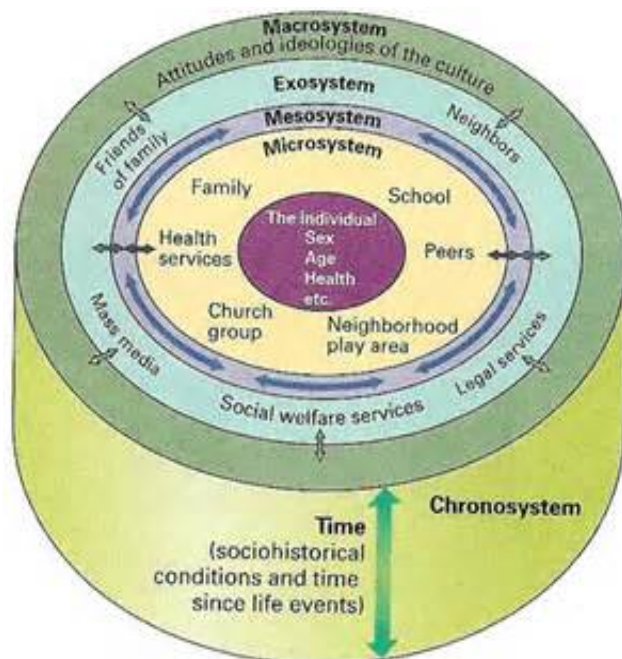 Macrosystem
Attitudes and ideologies of the culture
Exosystem
Mesosystem
Microsystem
Friends
of family
Neighbors
Family
School
The Individual
Sex
Age
Health
etc.
Health
services
Peers
Church
group
Neighborhood
play area
Mass media
Social welfare services
Legal services
Time
(sociohistorical
conditions and time
since life events)
Chronosystem